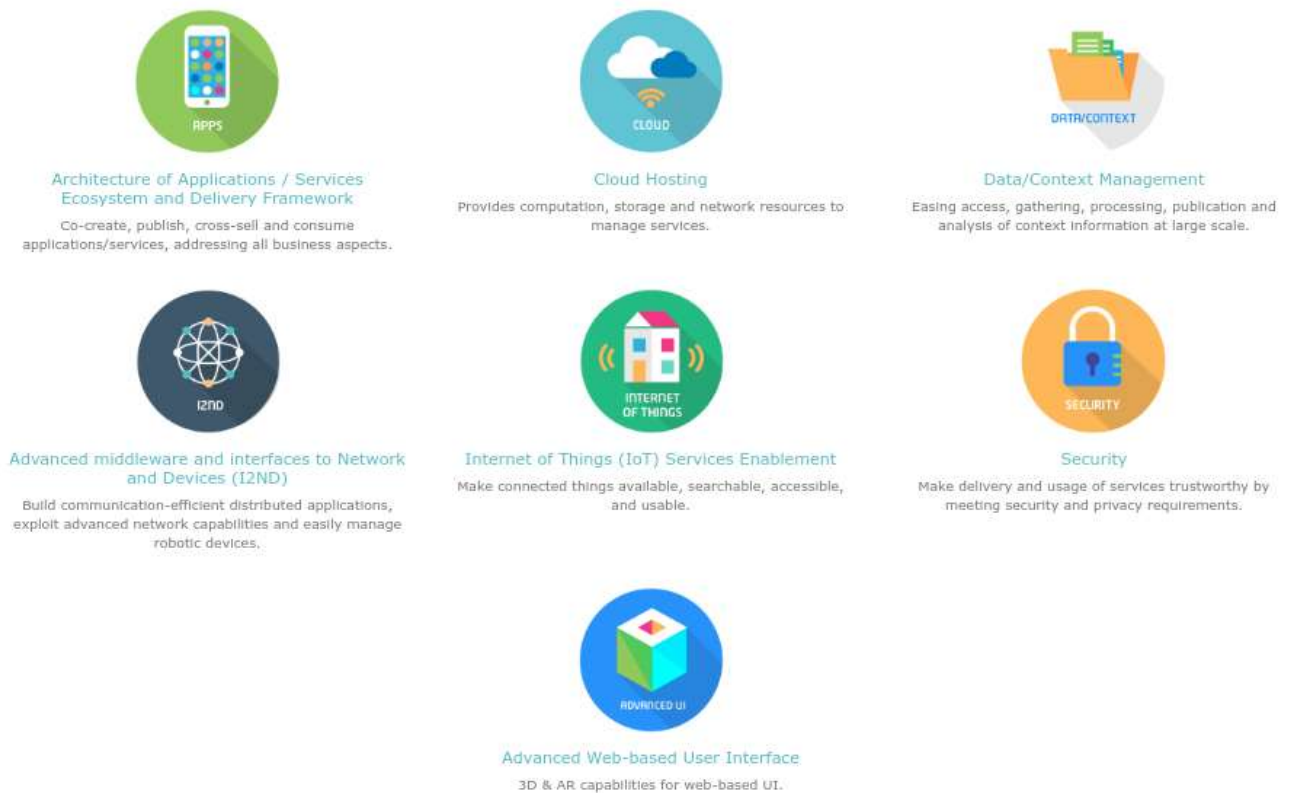 APPS
Architecture of Applications / Services
Ecosystem and Delivery Framework
Co-create, publish, cross-sell and consume
applications/services, addressing all business aspects.
CLOUD
Cloud Hosting
Provides computation, storage and network resources to
manage services.
DATA/CONTEXT
Data/Context Management
Easing access, gathering, processing, publication and
analysis of context information at large scale.
I2ND
Advanced middleware and interfaces to Network
and Devices (I2ND)
Build communication-efficient distributed applications,
exploit advanced network capabilities and easily manage
robotic devices.
INTERNET
OF THINGS
Internet of Things (IoT) Services Enablement
Make connected things available, searchable, accessible,
and usable.
SECURITY
Security
Make delivery and usage of services trustworthy by
meeting security and privacy requirements.
ADVANCED UI
Advanced Web-based User Interface
3D & AR capabilities for web-based UI.